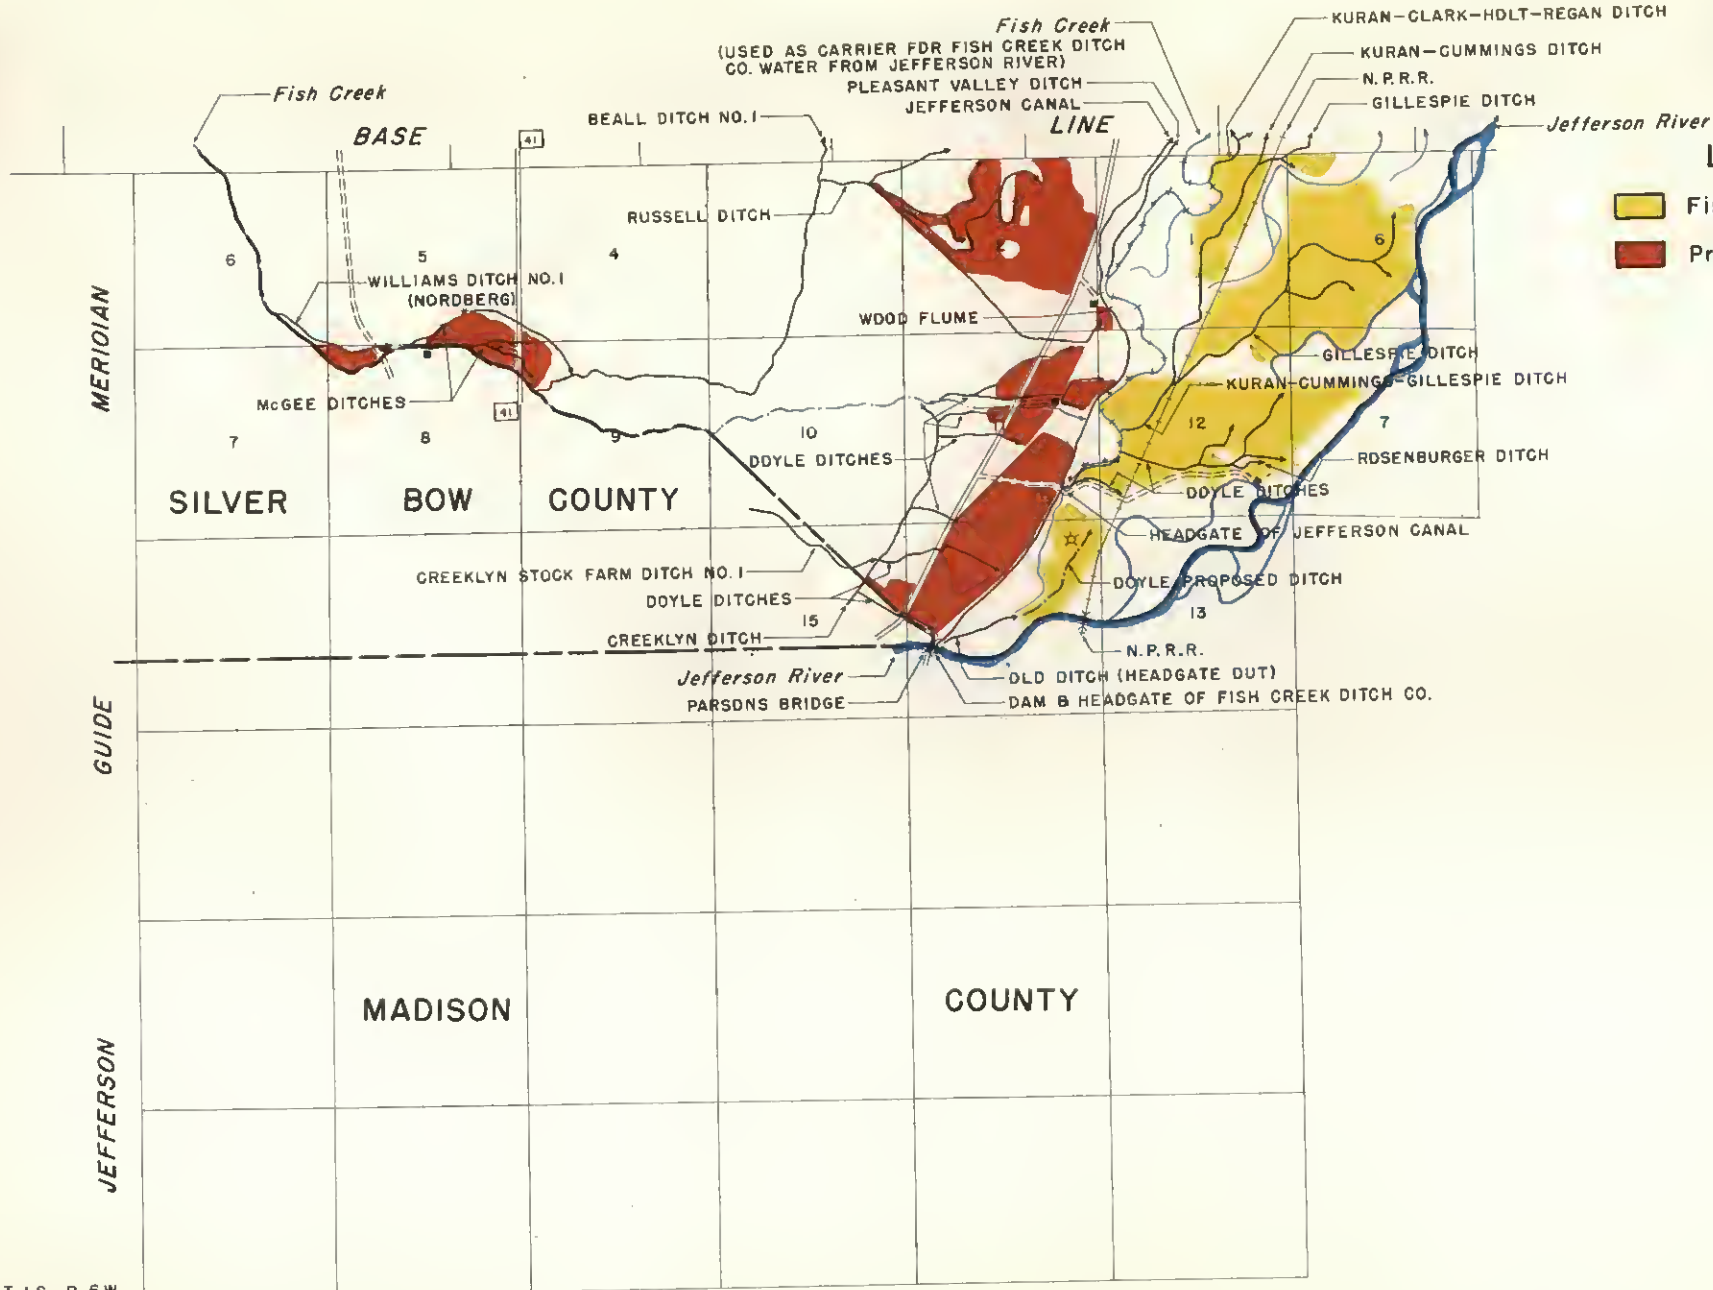 KURAN-CLARK-HOLT-REGAN DITCH
Fish Creek
(USED AS CARRIER FOR FISH CREEK DITCH
CO. WATER FROM JEFFERSON RIVER)
KURAN-CUMMINGS DITCH
N.P.R.R.
PLEASANT VALLEY DITCH
JEFFERSON CANAL
GILLESPIE DITCH
Fish Creek
BEALL DITCH NO. 1
BASE
41
LINE
Jefferson River
L
Fi
Pr
RUSSELL DITCH
6
5
4
1
6
WILLIAMS DITCH NO. 1
(NORDBERG)
WOOD FLUME
MERIDIAN
GILLESPIE DITCH
KURAN-CUMMINGS-GILLESPIE DITCH
McGEE DITCHES
41
7
8
9
10
12
7
DOYLE DITCHES
ROSENBURGER DITCH
SILVER BOW COUNTY
DOYLE DITCHES
HEADGATE OF JEFFERSON CANAL
CREEKLYN STOCK FARM DITCH NO. 1
DOYLE PROPOSED DITCH
DOYLE DITCHES
15
13
CREEKLYN DITCH
N.P.R.R.
Jefferson River
OLD DITCH (HEADGATE OUT)
PARSONS BRIDGE
DAM & HEADGATE OF FISH CREEK DITCH CO.
GUIDE
MADISON COUNTY
JEFFERSON